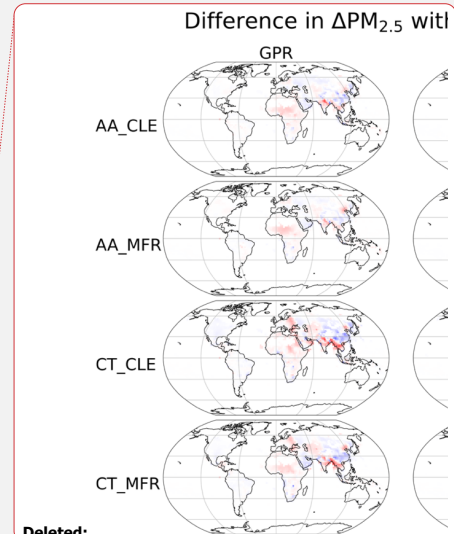 Difference in ΔPM2.5 with
GPR
AA_CLE
AA_MFR
CT_CLE
CT_MFR
Deleted: